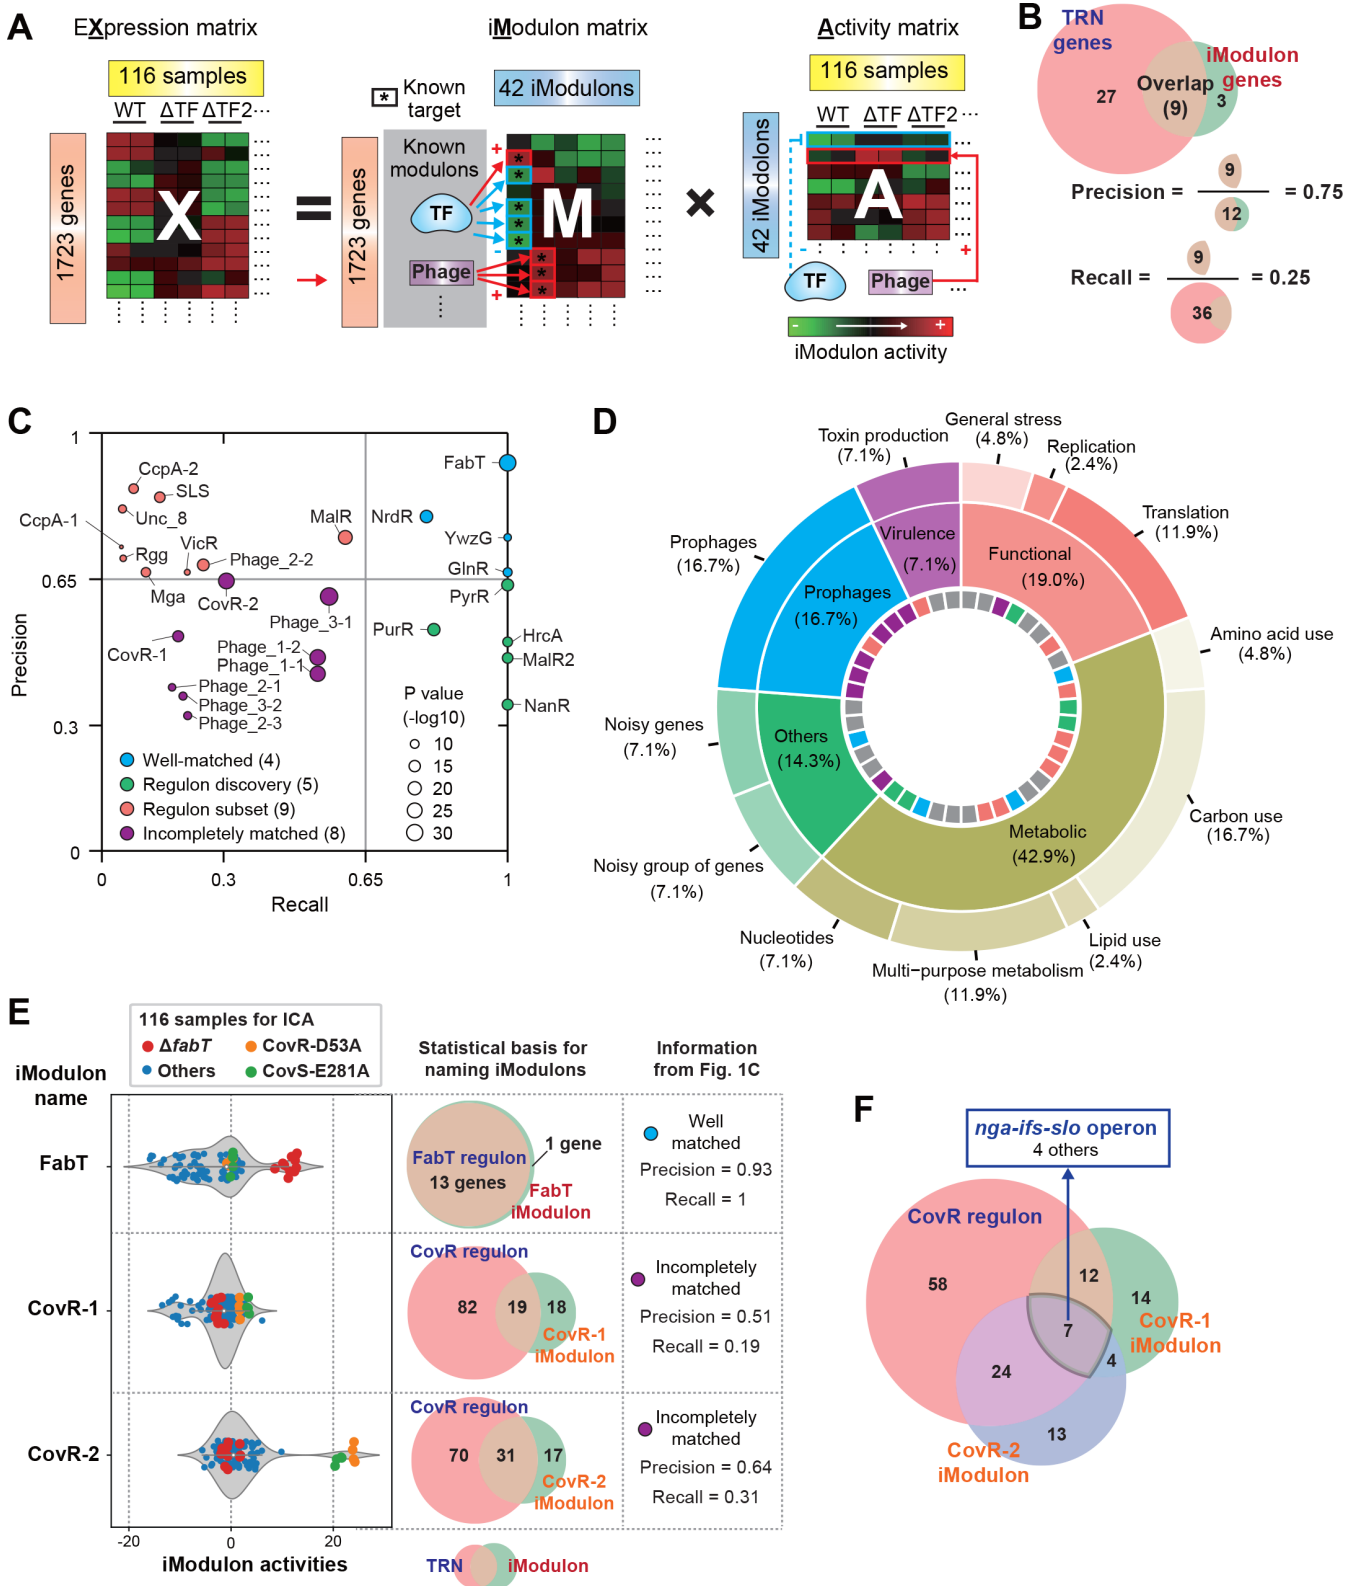 A
EXpression matrix
iModulon matrix
Activity matrix
116 samples
WT ΔTF ΔTF2 ...
1723 genes
X
=
* Known target
42 iModulons
1723 genes
Known modulons
TF
Phage
+
-
+
M
×
116 samples
WT ΔTF ΔTF2 ...
42 iModolons
A
-
+
TF
Phage
...
- +
iModulon activity
B
TRN genes
iModulon genes
27
Overlap (9)
3
Precision = 9 / 12 = 0.75
Recall = 9 / 36 = 0.25
C
Precision
1
0.65
0.3
0
0
0.3
0.65
1
Recall
CcpA-2
SLS
Unc_8
CcpA-1
Rgg
VicR
Mga
Phage_2-2
MalR
NrdR
FabT
YwzG
GlnR
PyrR
CovR-2
Phage_3-1
PurR
HrcA
CovR-1
Phage_1-2
Phage_1-1
MalR2
Phage_2-1
Phage_3-2
Phage_2-3
NanR
P value
(-log10)
10
15
20
25
30
Well-matched (4)
Regulon discovery (5)
Regulon subset (9)
Incompletely matched (8)
D
General stress
(4.8%)
Toxin production
(7.1%)
Replication
(2.4%)
Translation
(11.9%)
Prophages
(16.7%)
Virulence
(7.1%)
Functional
(19.0%)
Prophages
(16.7%)
Amino acid use
(4.8%)
Noisy genes
(7.1%)
Others
(14.3%)
Carbon use
(16.7%)
Metabolic
(42.9%)
Noisy group of genes
(7.1%)
Nucleotides
(7.1%)
Lipid use
(2.4%)
Multi−purpose metabolism
(11.9%)
E
116 samples for ICA
ΔfabT
CovR-D53A
Others
CovS-E281A
iModulon name
Statistical basis for naming iModulons
Information from Fig. 1C
FabT
FabT regulon
13 genes
1 gene
FabT iModulon
Well matched
Precision = 0.93
Recall = 1
CovR-1
CovR regulon
82
19
18
CovR-1 iModulon
Incompletely matched
Precision = 0.51
Recall = 0.19
CovR-2
CovR regulon
70
31
17
CovR-2 iModulon
Incompletely matched
Precision = 0.64
Recall = 0.31
-20
0
20
iModulon activities
TRN
iModulon
F
nga-ifs-slo operon
4 others
CovR regulon
58
12
14
CovR-1 iModulon
7
4
24
13
CovR-2 iModulon